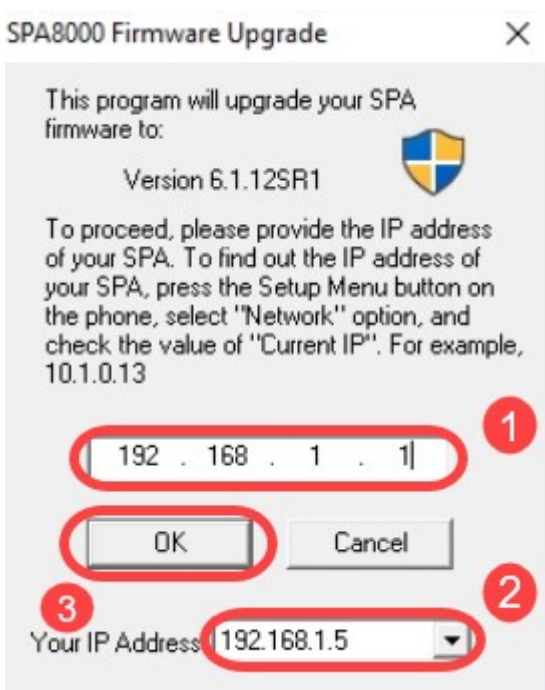 SPA8000 Firmware Upgrade
This program will upgrade your SPA
firmware to:
Version 6.1.12SR1
To proceed, please provide the IP address
of your SPA. To find out the IP address of
your SPA, press the Setup Menu button on
the phone, select "Network" option, and
check the value of "Current IP". For example,
10.1.0.13
1
192 . 168 . 1 . 1
OK Cancel
3 2
Your IP Address 192.168.1.5